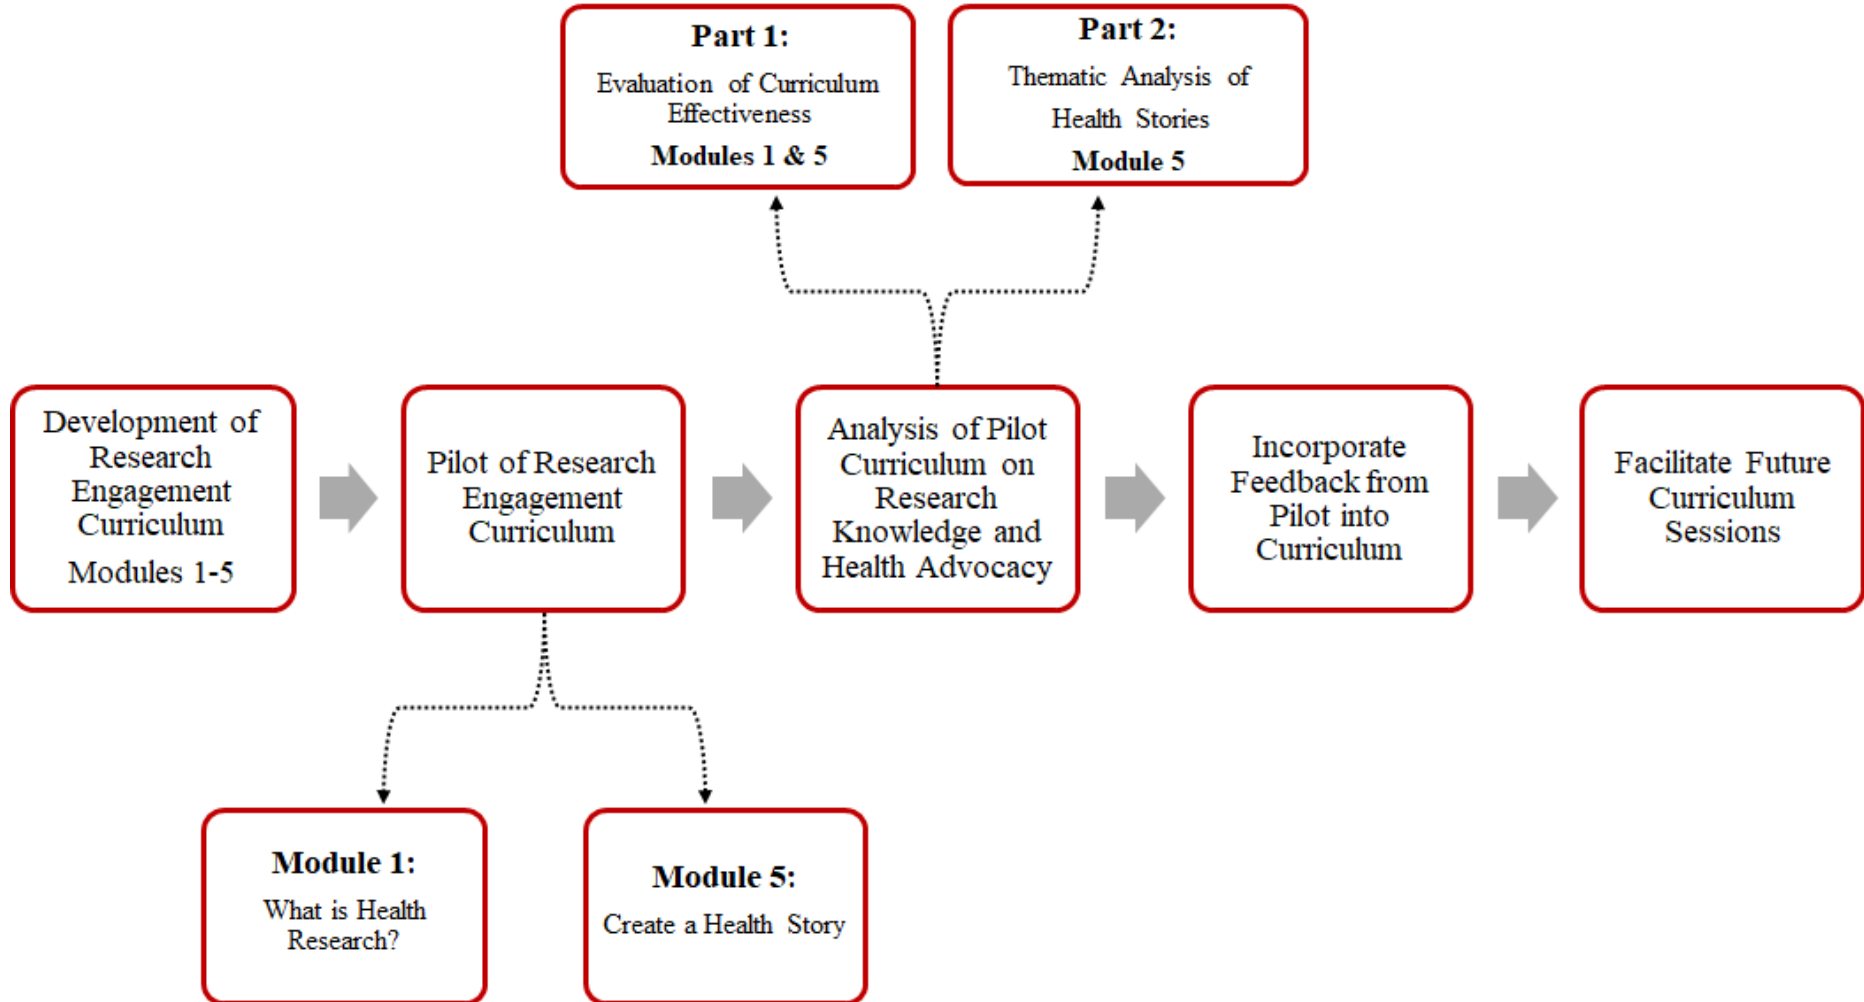 Part 1:
Evaluation of Curriculum
Effectiveness
Modules 1 & 5
Part 2:
Thematic Analysis of
Health Stories
Module 5
Development of
Research
Engagement
Curriculum
Modules 1-5
Pilot of Research
Engagement
Curriculum
Analysis of Pilot
Curriculum on
Research
Knowledge and
Health Advocacy
Incorporate
Feedback from
Pilot into
Curriculum
Facilitate Future
Curriculum
Sessions
Module 1:
What is Health
Research?
Module 5:
Create a Health Story